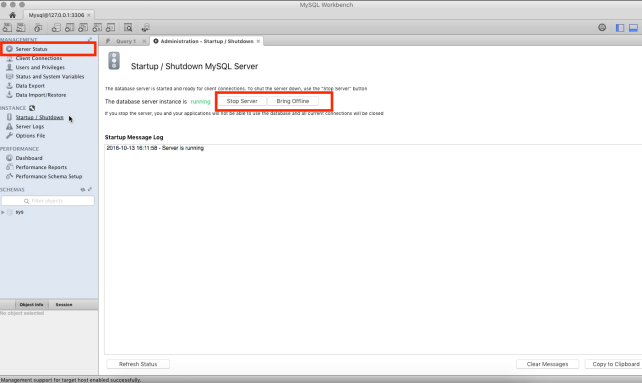 MySQL Workbench
Mysql@127.0.0.1:3306 ×
MANAGEMENT
Server Status
Client Connections
Users and Privileges
Status and System Variables
Data Export
Data Import/Restore
INSTANCE
Startup / Shutdown
Server Logs
Options File
PERFORMANCE
Dashboard
Performance Reports
Performance Schema Setup
SCHEMAS
Filter objects
sys
Object Info Session
No object selected
Query 1 × Administration - Startup / Shutdown ×
Startup / Shutdown MySQL Server
The database server is started and ready for client connections. To shut the server down, use the "Stop Server" button
The database server instance is running Stop Server Bring Offline
If you stop the server, you and your applications will not be able to use the database and all current connections will be closed
Startup Message Log
2016-10-13 16:11:58 - Server is running
Refresh Status Clear Messages Copy to Clipboard
Management support for target host enabled successfully.